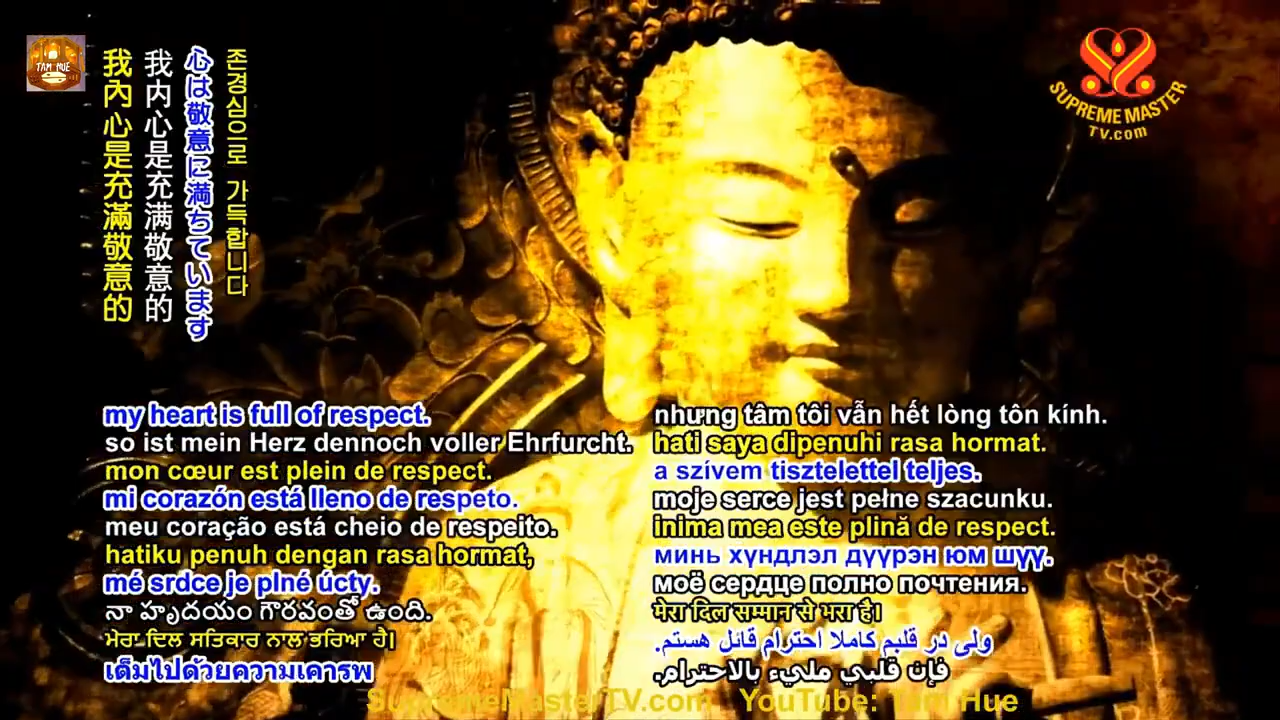 TAM HUE
我內心是充滿敬意的
我内心是充满敬意的
心は敬意に満ちています
존경심으로 가득합니다
SUPREME MASTER
TV.com
my heart is full of respect.
so ist mein Herz dennoch voller Ehrfurcht.
mon cœur est plein de respect.
mi corazón está lleno de respeto.
meu coração está cheio de respeito.
hatiku penuh dengan rasa hormat,
mé srdce je plné úcty.
నా హృదయం గౌరవంతో ఉంది.
ਮੇਰਾ ਦਿਲ ਸਤਿਕਾਰ ਨਾਲ ਭਰਿਆ ਹੈ।
เต็มไปด้วยความเคารพ
nhưng tâm tôi vẫn hết lòng tôn kính.
hati saya dipenuhi rasa hormat.
a szívem tisztelettel teljes.
moje serce jest pełne szacunku.
inima mea este plină de respect.
минь хүндлэл дүүрэн юм шүү.
моё сердце полно почтения.
मेरा दिल सम्मान से भरा है।
ولی در قلبم کاملا احترام قائل هستم.
فإن قلبي مليء بالاحترام.
SupremeMasterTV.com YouTube: Tam Hue